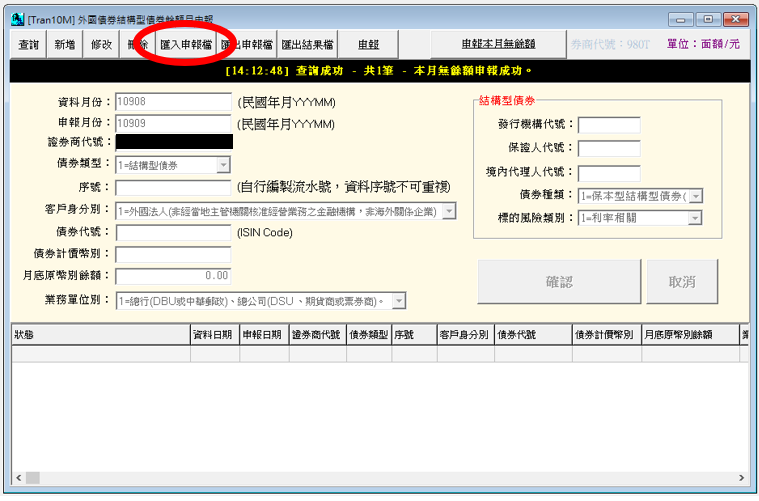 [Tran10M] 外國債券結構型債券餘額月申報
查詢 新增 修改 刪除 匯入申報檔 匯出申報檔 匯出結果檔 申報 申報本月無餘額 券商代號：980T 單位：面額/元
[14:12:48] 查詢成功 - 共1筆 - 本月無餘額申報成功。
資料月份： 10908 (民國年月YYYMM)
申報月份： 10909 (民國年月YYYMM)
證券商代號：
債券類型： 1=結構型債券
序號： (自行編製流水號，資料序號不可重複)
客戶身分別： 1=外國法人(非經當地主管機關核准經營業務之金融機構，非海外關係企業)
債券代號： (ISIN Code)
債券計價幣別：
月底原幣別餘額： 0.00
業務單位別： 1=總行(DBU或中華郵政)、總公司(DSU 、期貨商或票券商)。
結構型債券
發行機構代號：
保證人代號：
境內代理人代號：
債券種類： 1=保本型結構型債券(
標的風險類別： 1=利率相關
確認 取消
狀態 資料日期 申報日期 證券商代號 債券類型 序號 客戶身分別 債券代號 債券計價幣別 月底原幣別餘額